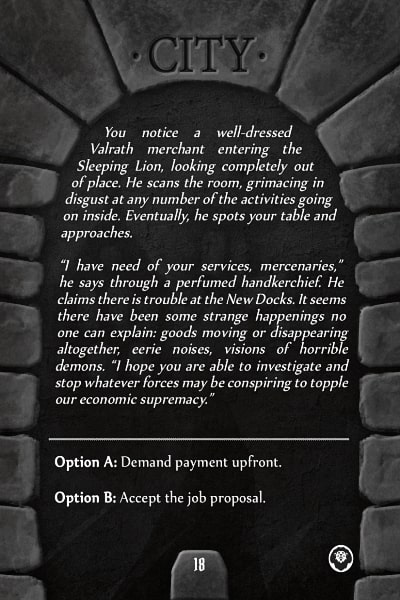 ·CITY·
You notice a well-dressed
Valrath merchant entering the
Sleeping Lion, looking completely out
of place. He scans the room, grimacing in
disgust at any number of the activities going
on inside. Eventually, he spots your table and
approaches.
“I have need of your services, mercenaries,”
he says through a perfumed handkerchief. He
claims there is trouble at the New Docks. It seems
there have been some strange happenings no
one can explain: goods moving or disappearing
altogether, eerie noises, visions of horrible
demons. “I hope you are able to investigate and
stop whatever forces may be conspiring to topple
our economic supremacy.”
Option A: Demand payment upfront.
Option B: Accept the job proposal.
18